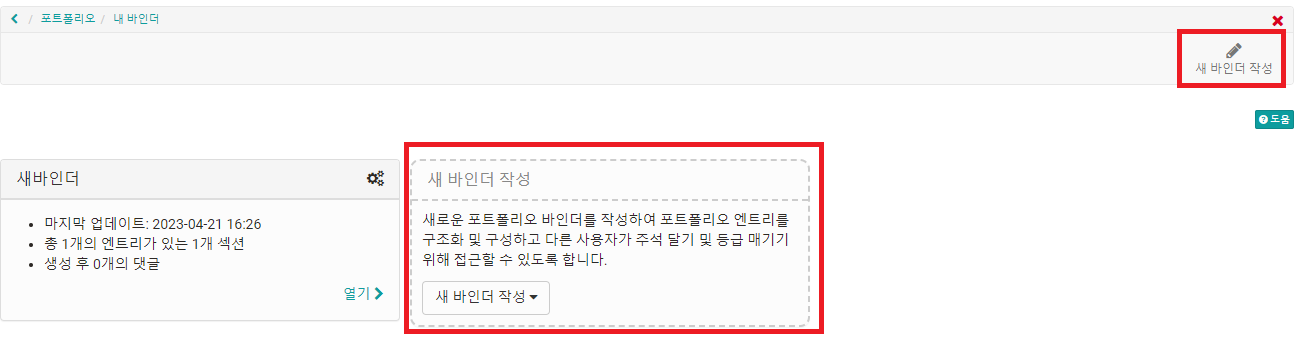 / 포트폴리오 / 내 바인더
새 바인더 작성
도움
새바인더
마지막 업데이트: 2023-04-21 16:26
총 1개의 엔트리가 있는 1개 섹션
생성 후 0개의 댓글
열기
새 바인더 작성
새로운 포트폴리오 바인더를 작성하여 포트폴리오 엔트리를
구조화 및 구성하고 다른 사용자가 주석 달기 및 등급 매기기
위해 접근할 수 있도록 합니다.
새 바인더 작성